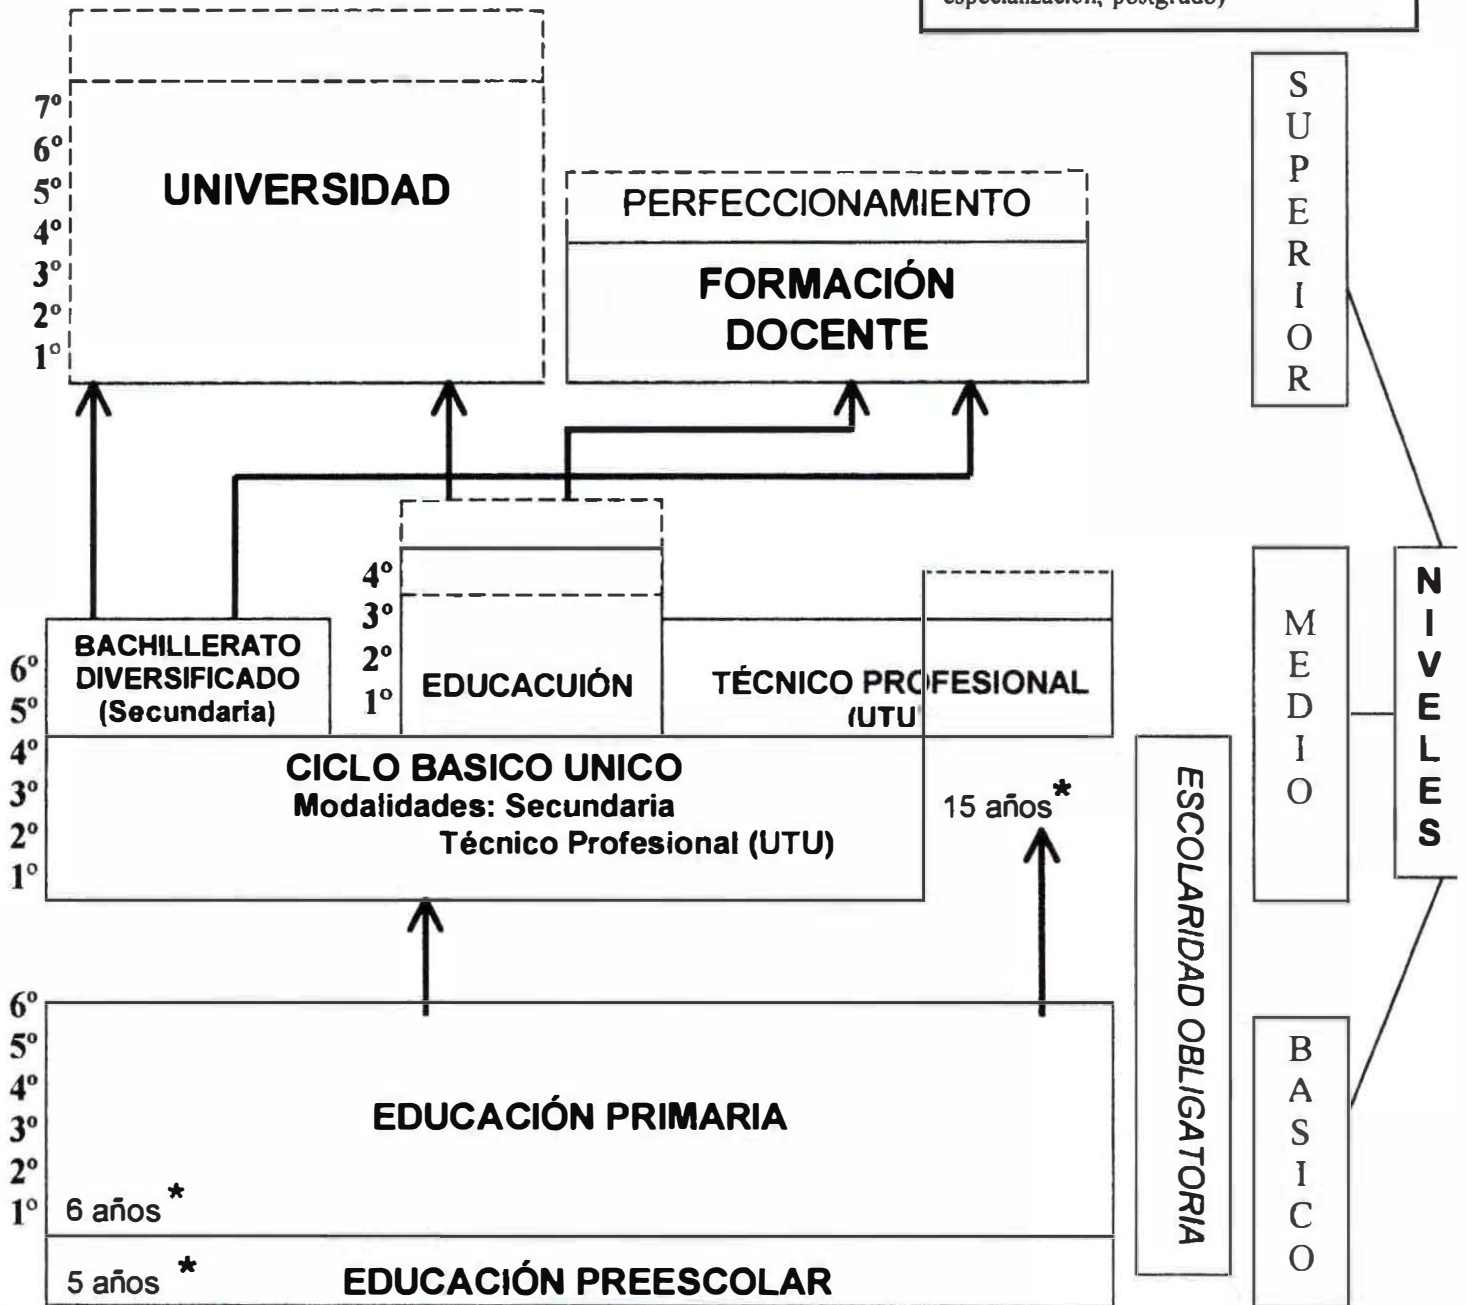 especialización, postgrado)
7º
6º
5º
4º
3º
2º
1º
UNIVERSIDAD
PERFECCIONAMIENTO
FORMACIÓN
DOCENTE
SUPERIOR
BACHILLERATO
DIVERSIFICADO
(Secundaria)
6º
5º
4º
3º
2º
1º
EDUCACUIÓN
TÉCNICO PROFESIONAL
(UTU
MEDIO
NIVELES
4º
3º
2º
1º
CICLO BASICO UNICO
Modalidades: Secundaria
Técnico Profesional (UTU)
15 años*
ESCOLARIDAD OBLIGATORIA
6º
5º
4º
3º
2º
1º
EDUCACIÓN PRIMARIA
6 años *
5 años *
EDUCACIÓN PREESCOLAR
BASICO